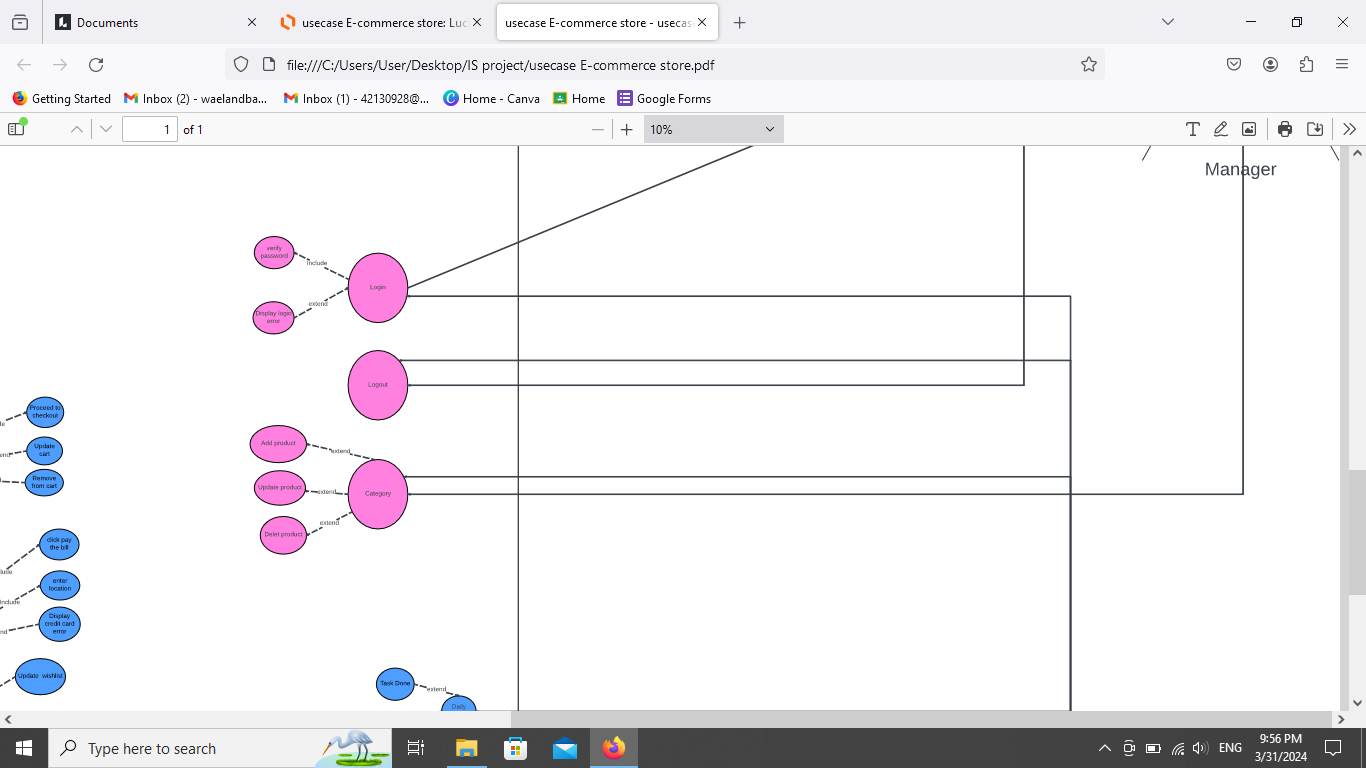 Documents
usecase E-commerce store: Luc
usecase E-commerce store - usecas
file:///C:/Users/User/Desktop/IS project/usecase E-commerce store.pdf
Getting Started
Inbox (2) - waelandba...
Inbox (1) - 42130928@...
Home - Canva
Home
Google Forms
1 of 1
10%
Manager
verify
password
Include
Login
extend
Display login
error
Logout
Proceed to
checkout
Update
cart
Remove
from cart
Add product
extend
Update product
extend
Category
extend
Delet product
click pay
the bill
enter
location
include
Display
credit card
error
Update wishlist
Task Done
extend
Daily
Type here to search
ENG
9:56 PM
3/31/2024